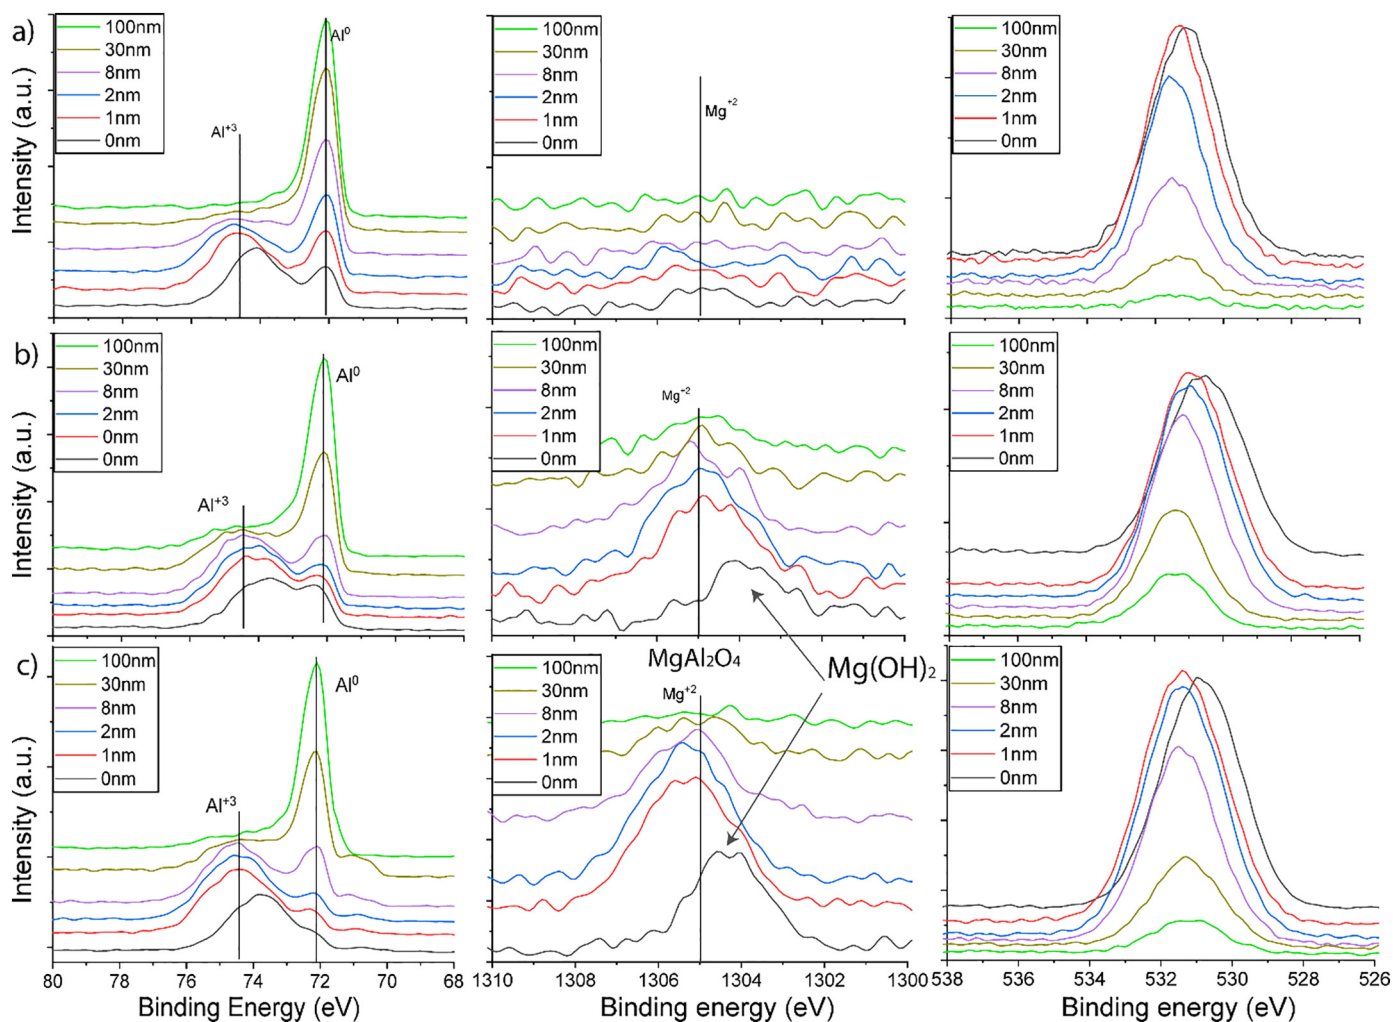 a)
Intensity (a.u.)
100nm
30nm
8nm
2nm
1nm
0nm
Al+3
Al0
100nm
30nm
8nm
2nm
1nm
0nm
Mg+2
100nm
30nm
8nm
2nm
1nm
0nm
b)
Intensity (a.u.)
100nm
30nm
8nm
2nm
0nm
0nm
Al+3
Al0
100nm
30nm
8nm
2nm
1nm
0nm
Mg+2
100nm
30nm
8nm
2nm
1nm
0nm
c)
Intensity (a.u.)
100nm
30nm
8nm
2nm
1nm
0nm
Al+3
Al0
MgAl2O4
Mg(OH)2
100nm
30nm
8nm
2nm
1nm
0nm
Mg+2
100nm
30nm
8nm
2nm
1nm
0nm
80 78 76 74 72 70 68
Binding Energy (eV)
1310 1308 1306 1304 1302 1300
Binding energy (eV)
538 536 534 532 530 528 526
Binding energy (eV)